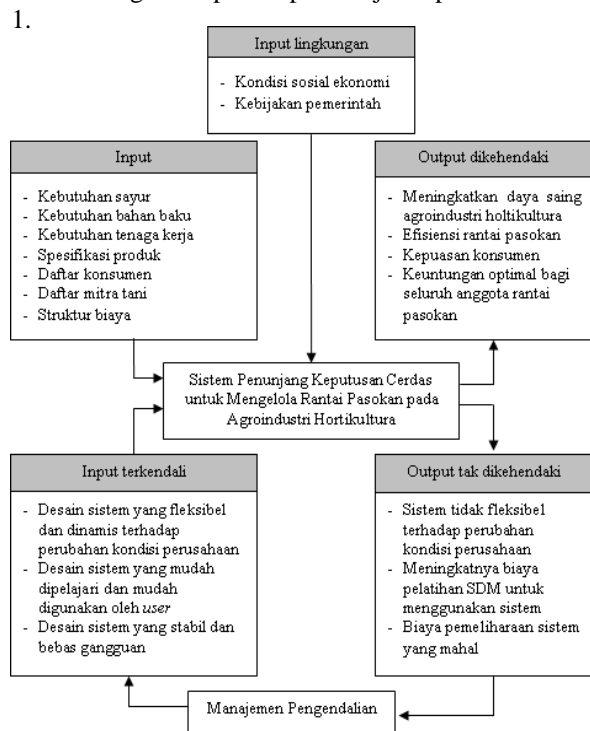 1.
Input lingkungan
- Kondisi sosial ekonomi
- Kebijakan pemerintah
Input
- Kebutuhan sayur
- Kebutuhan bahan baku
- Kebutuhan tenaga kerja
- Spesifikasi produk
- Daftar konsumen
- Daftar mitra tani
- Struktur biaya
Output dikehendaki
- Meningkatkan daya saing
agroindustri holtikultura
- Efisiensi rantai pasokan
- Kepuasan konsumen
- Keuntungan optimal bagi
seluruh anggota rantai
pasokan
Sistem Penunjang Keputusan Cerdas
untuk Mengelola Rantai Pasokan pada
Agroindustri Hortikultura
Input terkendali
- Desain sistem yang fleksibel
dan dinamis terhadap
perubahan kondisi perusahaan
- Desain sistem yang mudah
dipelajari dan mudah
digunakan oleh user
- Desain sistem yang stabil dan
bebas gangguan
Output tak dikehendaki
- Sistem tidak fleksibel
terhadap perubahan
kondisi perusahaan
- Meningkatnya biaya
pelatihan SDM untuk
menggunakan sistem
- Biaya pemeliharaan sistem
yang mahal
Manajemen Pengendalian